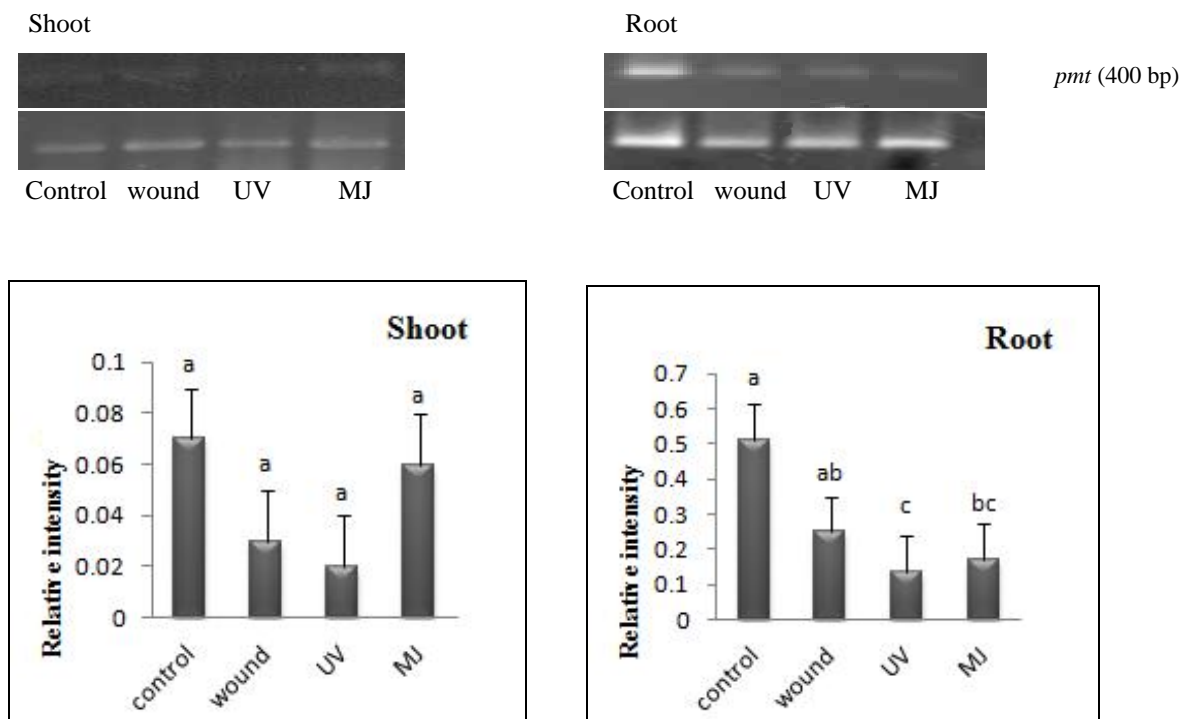 Shoot
Root
pmt (400 bp)
Control wound UV MJ
Control wound UV MJ
Shoot
Relative intensity
0.1
0.08
0.06
0.04
0.02
0
a
a
a
a
control
wound
UV
MJ
Root
Relative intensity
0.7
0.6
0.5
0.4
0.3
0.2
0.1
0
a
ab
c
bc
control
wound
UV
MJ